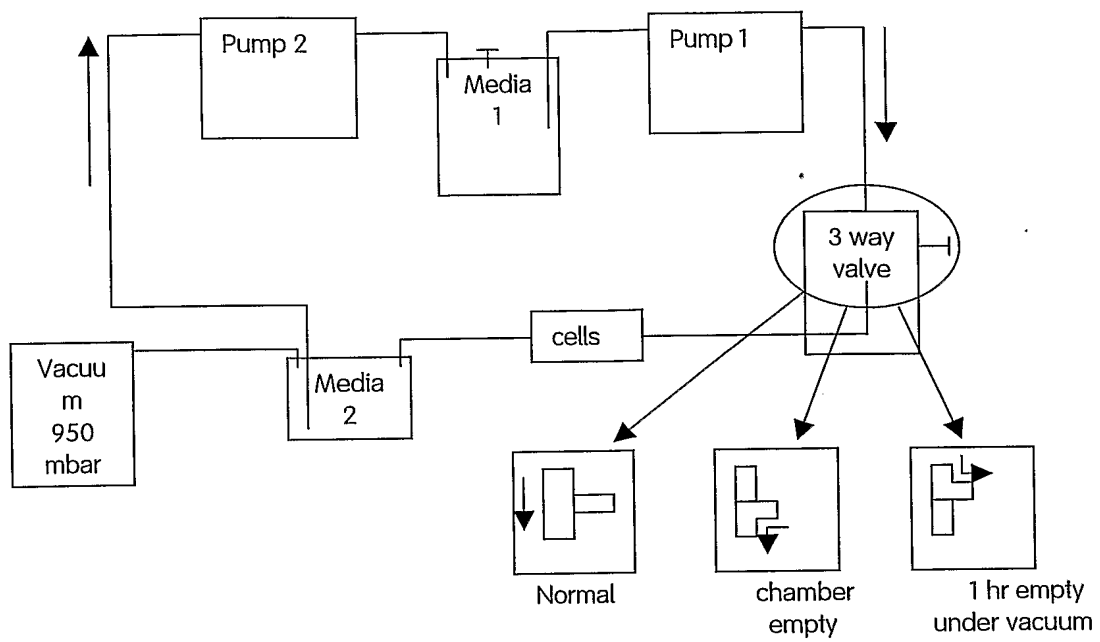 Pump 2
Media
1
Pump 1
3 way
valve
cells
Vacuu
m
950
mbar
Media
2
Normal
chamber
empty
1 hr empty
under vacuum